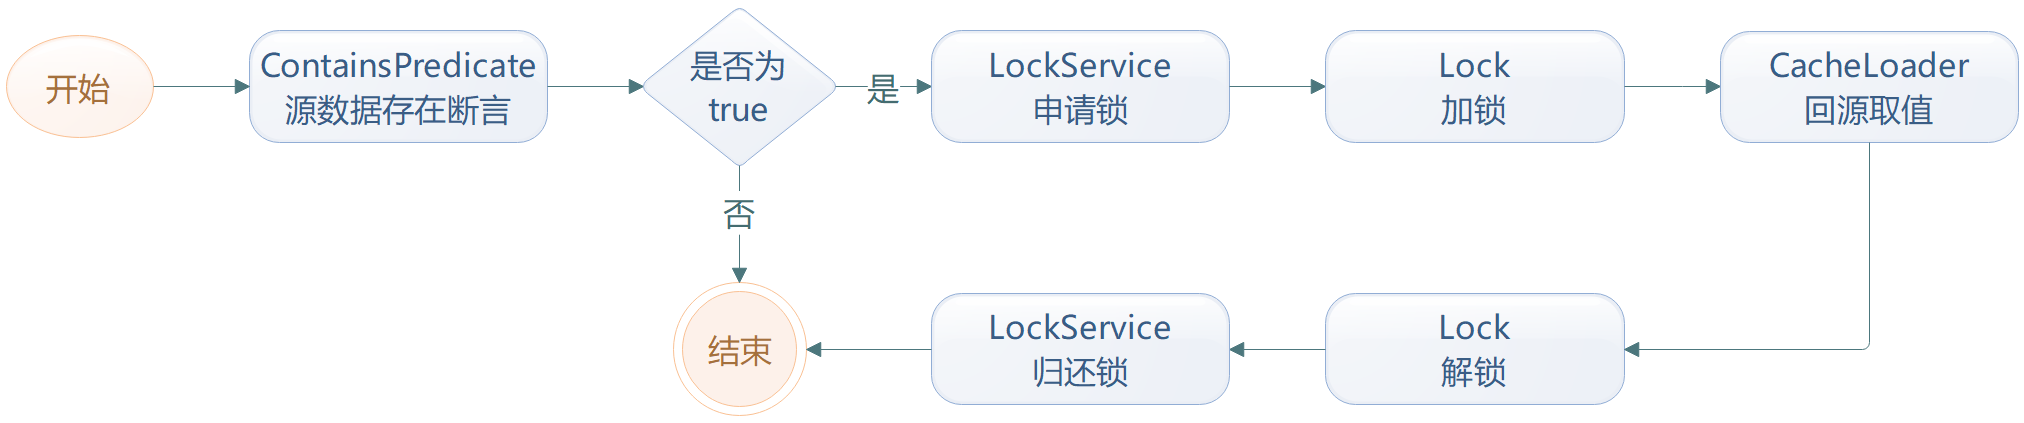 开始
ContainsPredicate
源数据存在断言
是否为
true
是
LockService
申请锁
Lock
加锁
CacheLoader
回源取值
否
结束
LockService
归还锁
Lock
解锁